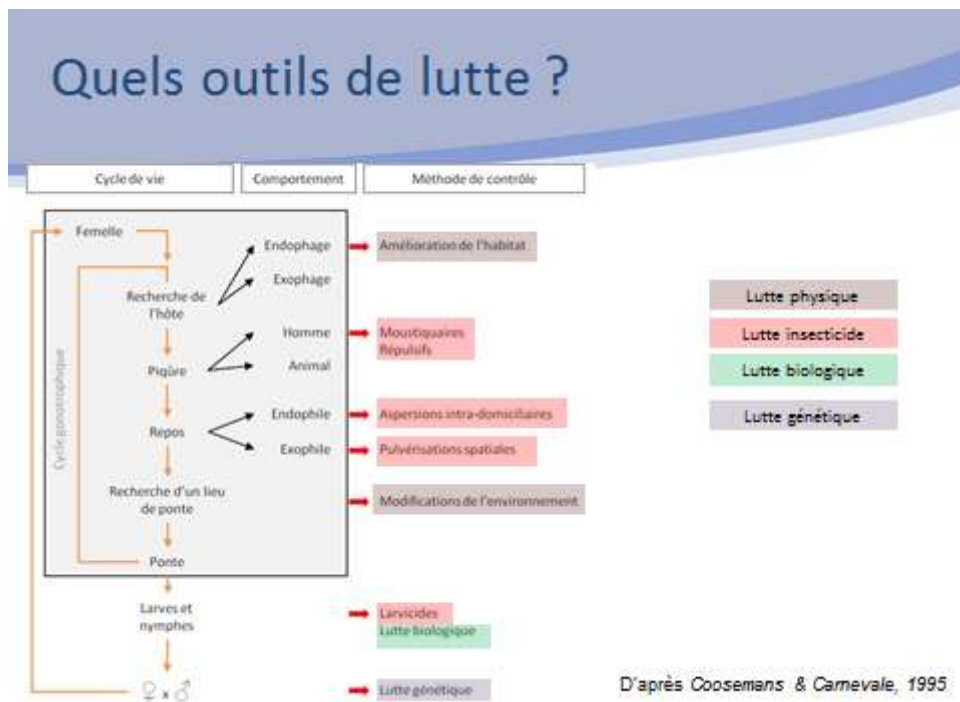 Quels outils de lutte ?
Cycle de vie
Comportement
Méthode de contrôle
Cycle gonotrophique
Femelle
Recherche de
l'hôte
Piqûre
Repos
Recherche d'un lieu
de ponte
Ponte
Larves et
nymphes
♀ x ♂
Endophage
Exophage
Homme
Animal
Endophile
Exophile
Amélioration de l'habitat
Moustiquaires
Répulsifs
Aspersions intra-domiciliaires
Pulvérisations spatiales
Modifications de l'environnement
Larvicides
Lutte biologique
Lutte génétique
Lutte physique
Lutte insecticide
Lutte biologique
Lutte génétique
D'après Coosemans & Carnevale, 1995